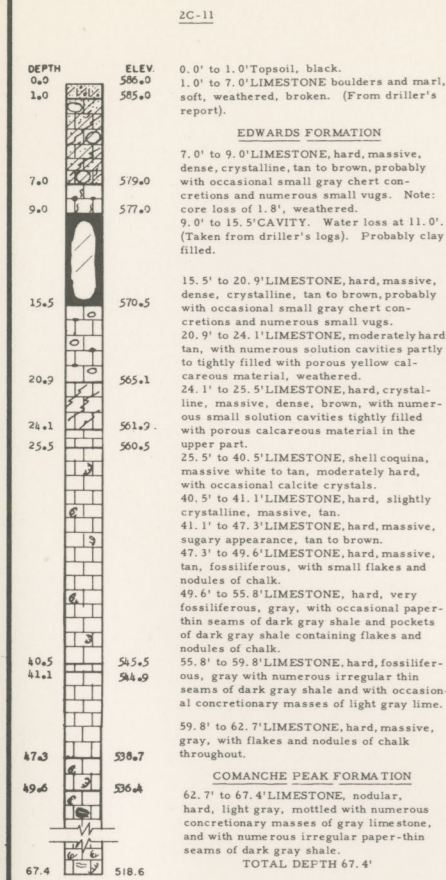 2C-11
DEPTH ELEV.
0.0 586.0
1.0 585.0
7.0 579.0
9.0 577.0
15.5 570.5
20.9 565.1
24.1 561.9
25.5 560.5
40.5 545.5
41.1 544.9
47.3 538.7
49.6 536.4
67.4 518.6
0.0' to 1.0'Topsoil, black.
1.0' to 7.0'LIMESTONE boulders and marl,
soft, weathered, broken. (From driller's
report).
EDWARDS FORMATION
7.0' to 9.0'LIMESTONE, hard, massive,
dense, crystalline, tan to brown, probably
with occasional small gray chert con-
cretions and numerous small vugs. Note:
core loss of 1.8', weathered.
9.0' to 15.5'CAVITY. Water loss at 11.0'.
(Taken from driller's logs). Probably clay
filled.
15.5' to 20.9'LIMESTONE, hard, massive,
dense, crystalline, tan to brown, probably
with occasional small gray chert con-
cretions and numerous small vugs.
20.9' to 24.1'LIMESTONE, moderately hard
tan, with numerous solution cavities partly
to tightly filled with porous yellow cal-
careous material, weathered.
24.1' to 25.5'LIMESTONE, hard, crystal-
line, massive, dense, brown, with numer-
ous small solution cavities tightly filled
with porous calcareous material in the
upper part.
25.5' to 40.5'LIMESTONE, shell coquina,
massive white to tan, moderately hard,
with occasional calcite crystals.
40.5' to 41.1'LIMESTONE, hard, slightly
crystalline, massive, tan.
41.1' to 47.3'LIMESTONE, hard, massive,
sugary appearance, tan to brown.
47.3' to 49.6'LIMESTONE, hard, massive,
tan, fossiliferous, with small flakes and
nodules of chalk.
49.6' to 55.8'LIMESTONE, hard, very
fossiliferous, gray, with occasional paper-
thin seams of dark gray shale and pockets
of dark gray shale containing flakes and
nodules of chalk.
55.8' to 59.8'LIMESTONE, hard, fossilifer-
ous, gray with numerous irregular thin
seams of dark gray shale and with occasion-
al concretionary masses of light gray lime.
59.8' to 62.7'LIMESTONE, hard, massive,
gray, with flakes and nodules of chalk
throughout.
COMANCHE PEAK FORMATION
62.7' to 67.4'LIMESTONE, nodular,
hard, light gray, mottled with numerous
concretionary masses of gray limestone,
and with numerous irregular paper-thin
seams of dark gray shale.
TOTAL DEPTH 67.4'